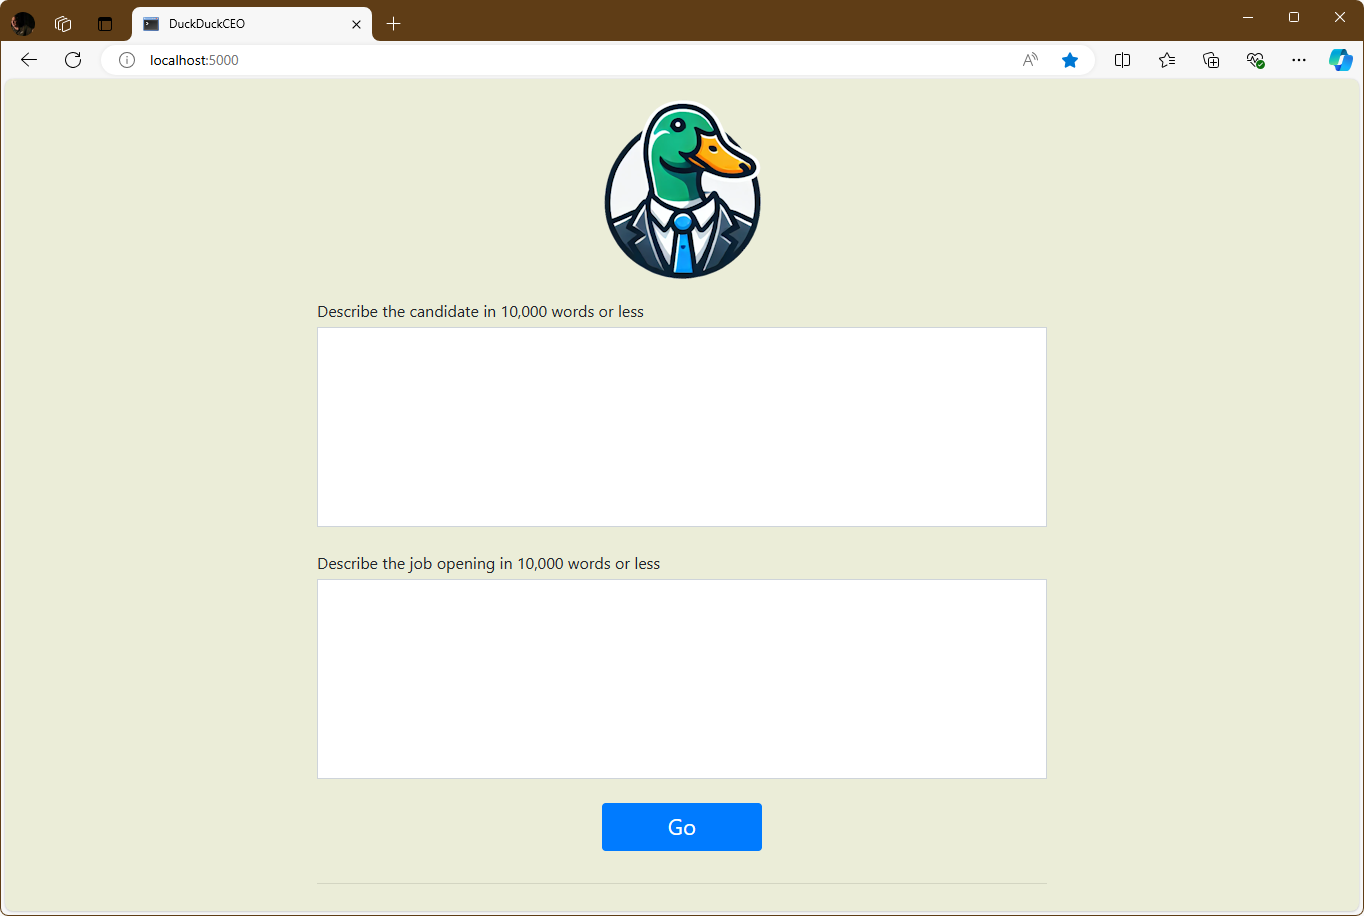 DuckDuckCEO
localhost:5000
Describe the candidate in 10,000 words or less
Describe the job opening in 10,000 words or less
Go